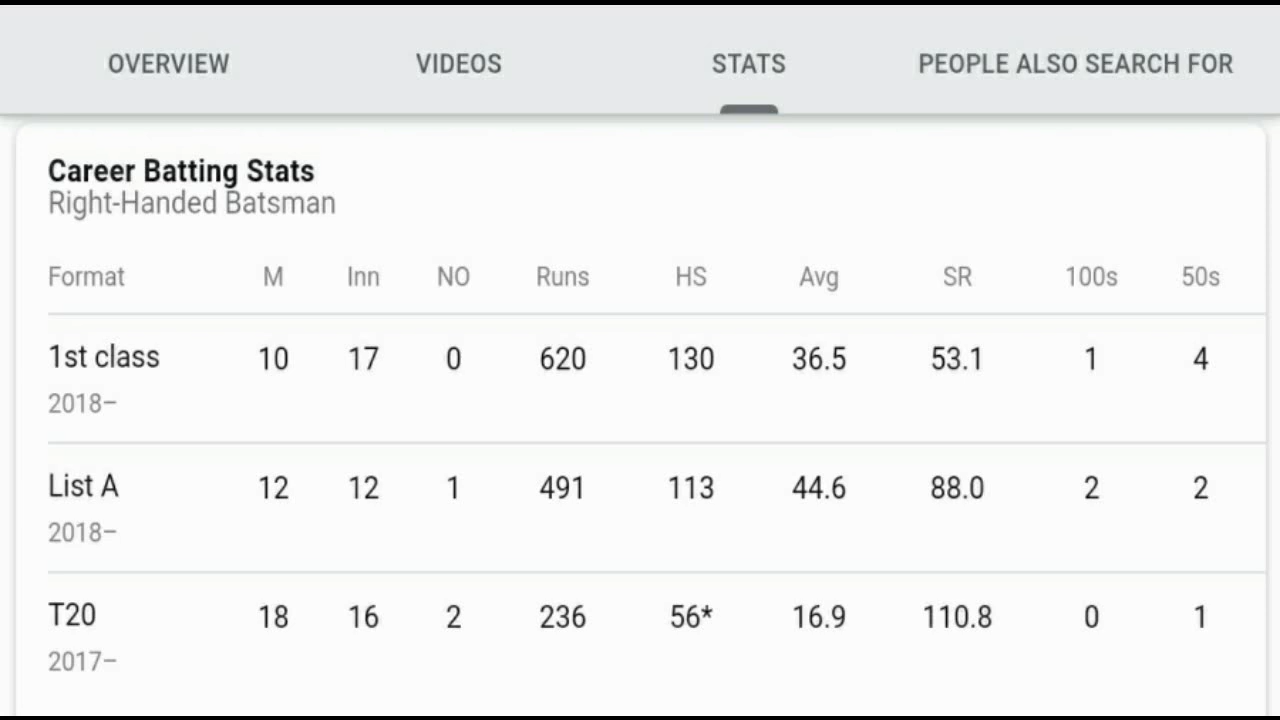 OVERVIEW VIDEOS STATS PEOPLE ALSO SEARCH FOR
Career Batting Stats
Right-Handed Batsman
Format M Inn NO Runs HS Avg SR 100s 50s
1st class 10 17 0 620 130 36.5 53.1 1 4
2018–
List A 12 12 1 491 113 44.6 88.0 2 2
2018–
T20 18 16 2 236 56* 16.9 110.8 0 1
2017–